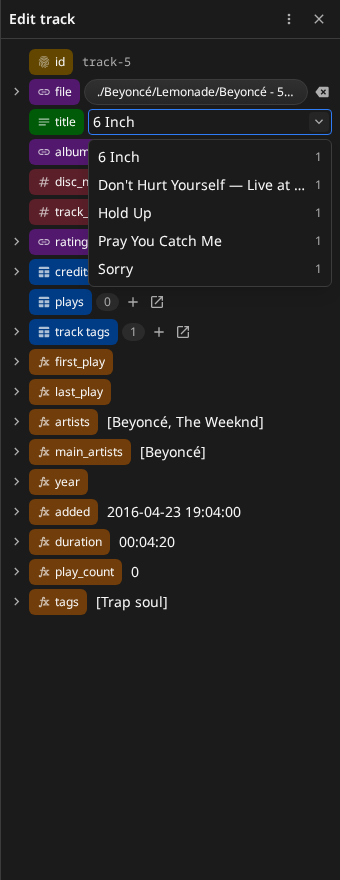 Edit track
id track-5
file ./Beyoncé/Lemonade/Beyoncé - 5...
title 6 Inch
album
6 Inch 1
disc_n
Don't Hurt Yourself — Live at ... 1
track_
Hold Up 1
rating
Pray You Catch Me 1
credits
Sorry 1
plays 0
track tags 1
first_play
last_play
artists [Beyoncé, The Weeknd]
main_artists [Beyoncé]
year
added 2016-04-23 19:04:00
duration 00:04:20
play_count 0
tags [Trap soul]